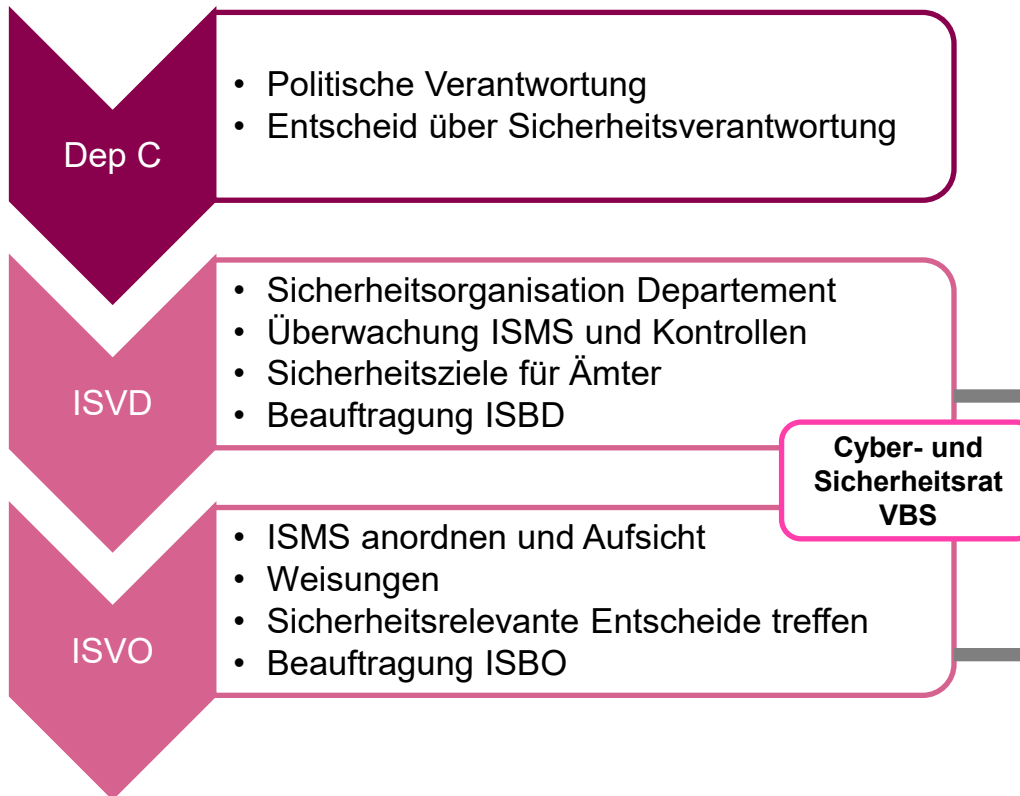 Dep C
• Politische Verantwortung
• Entscheid über Sicherheitsverantwortung
ISVD
• Sicherheitsorganisation Departement
• Überwachung ISMS und Kontrollen
• Sicherheitsziele für Ämter
• Beauftragung ISBD
Cyber- und
Sicherheitsrat
VBS
ISVO
• ISMS anordnen und Aufsicht
• Weisungen
• Sicherheitsrelevante Entscheide treffen
• Beauftragung ISBO